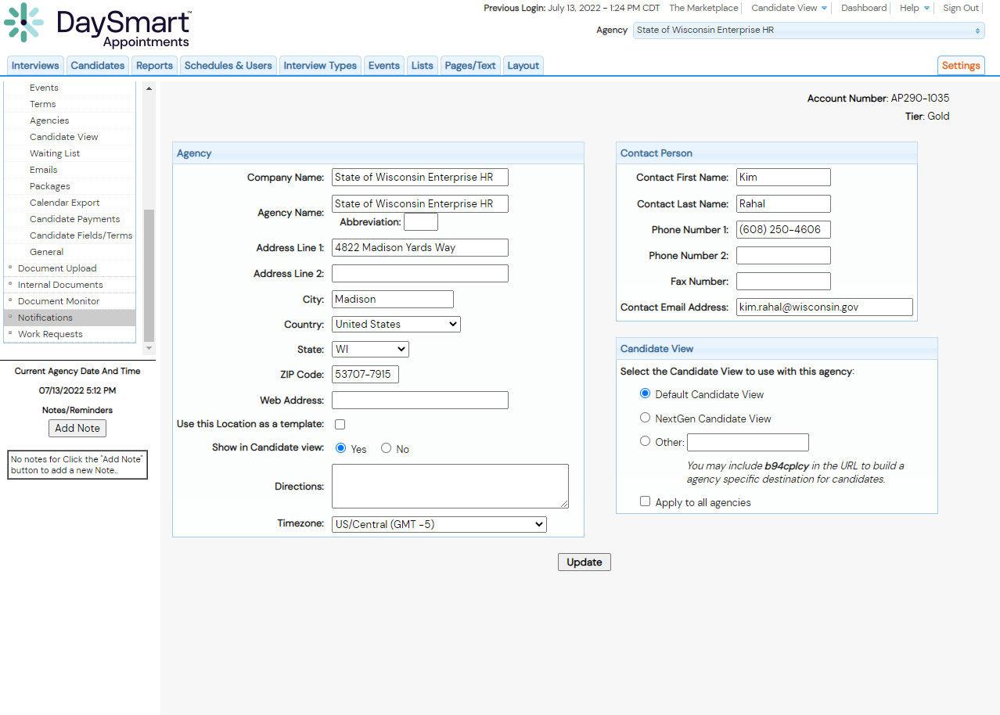 DaySmart™
Appointments
Previous Login: July 13, 2022 - 1:24 PM CDT The Marketplace Candidate View Dashboard Help Sign Out
Agency State of Wisconsin Enterprise HR
Interviews Candidates Reports Schedules & Users Interview Types Events Lists Pages/Text Layout Settings
Events
Terms
Agencies
Candidate View
Waiting List
Emails
Packages
Calendar Export
Candidate Payments
Candidate Fields/Terms
General
Document Upload
Internal Documents
Document Monitor
Notifications
Work Requests
Current Agency Date And Time
07/13/2022 5:12 PM
Notes/Reminders
Add Note
No notes for Click the "Add Note"
button to add a new Note..
Account Number: AP290-1035
Tier: Gold
Agency
Company Name: State of Wisconsin Enterprise HR
Agency Name: State of Wisconsin Enterprise HR
Abbreviation:
Address Line 1: 4822 Madison Yards Way
Address Line 2:
City: Madison
Country: United States
State: WI
ZIP Code: 53707-7915
Web Address:
Use this Location as a template:
Show in Candidate view: Yes No
Directions:
Timezone: US/Central (GMT -5)
Contact Person
Contact First Name: Kim
Contact Last Name: Rahal
Phone Number 1: (608) 250-4606
Phone Number 2:
Fax Number:
Contact Email Address: kim.rahal@wisconsin.gov
Candidate View
Select the Candidate View to use with this agency:
Default Candidate View
NextGen Candidate View
Other:
You may include b94cplcy in the URL to build a
agency specific destination for candidates.
Apply to all agencies
Update